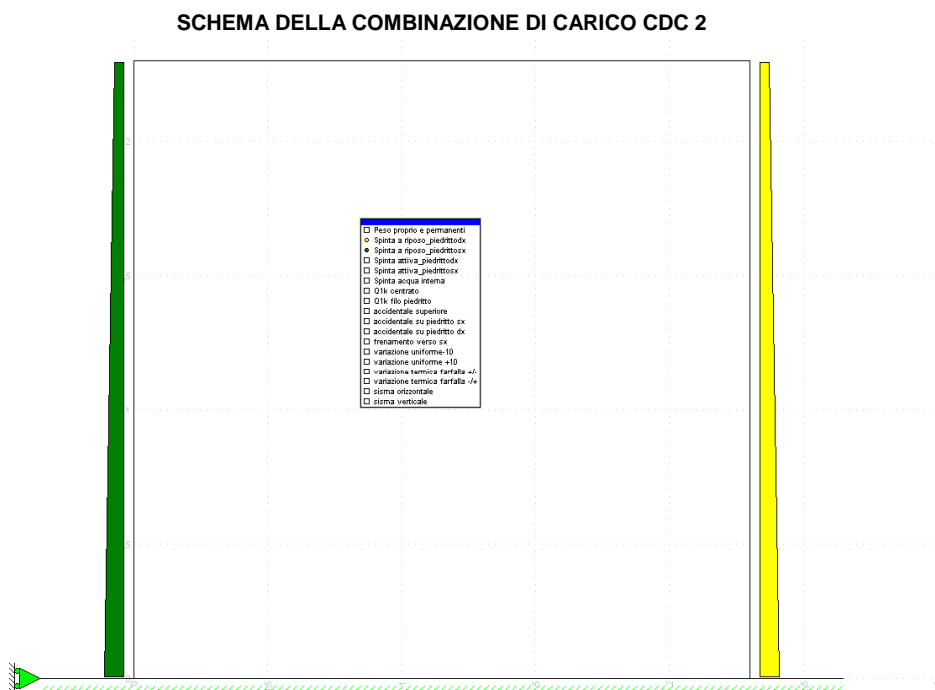 SCHEMA DELLA COMBINAZIONE DI CARICO CDC 2
2
Peso proprio e permanenti
Spinta a riposo_piedrittodx
Spinta a riposo_piedrittosx
Spinta attiva_piedrittodx
Spinta attiva_piedrittosx
Spinta acqua interna
Q1k centrato
Q1k filo piedritto
accidentale superiore
accidentale su piedritto sx
accidentale su piedritto dx
frenamento verso sx
variazione uniforme-10
variazione uniforme +10
variazione termica farfalla +/-
variazione termica farfalla -/+
sisma orizzontale
sisma verticale